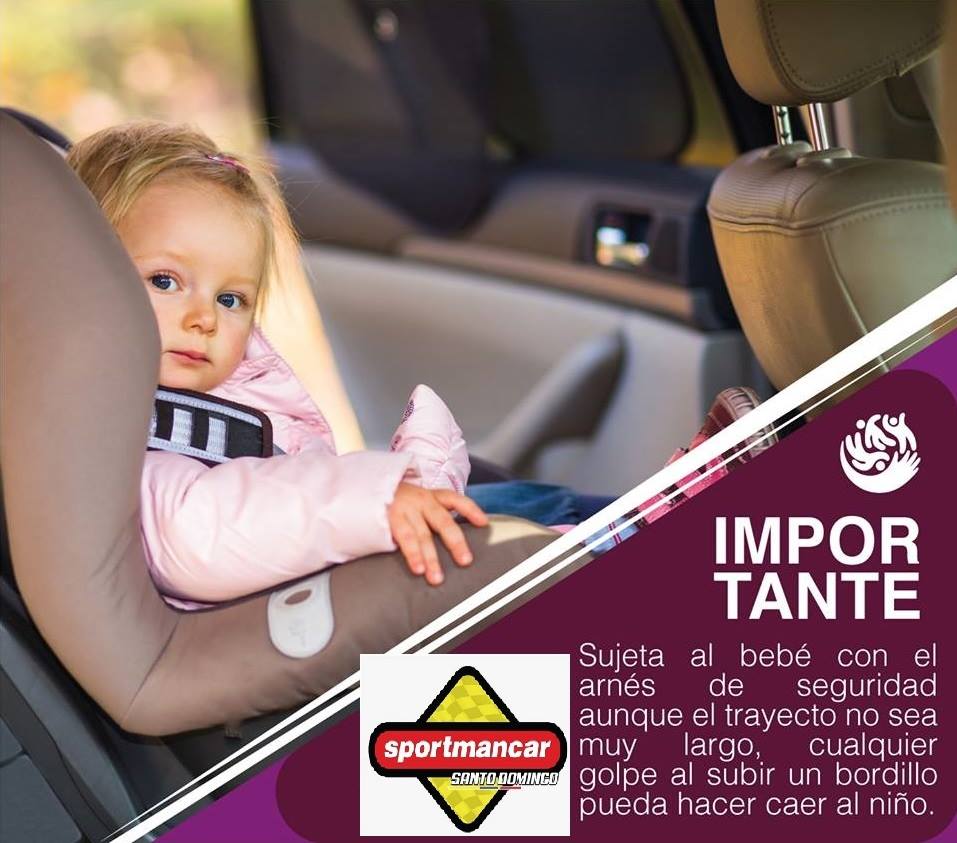 IMPOR
TANTE
Sujeta al bebé con el
arnés de seguridad
aunque el trayecto no sea
muy largo, cualquier
golpe al subir un bordillo
pueda hacer caer al niño.
sportmancar
SANTO DOMINGO